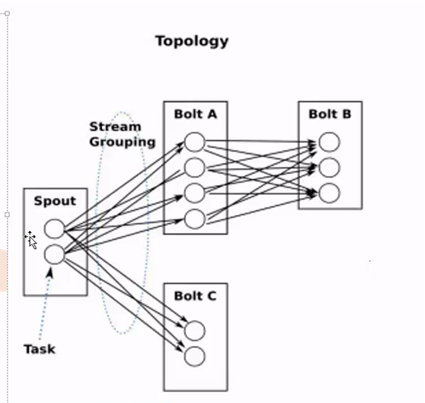 Topology
Stream
Grouping
Bolt A
Bolt B
Spout
Bolt C
Task